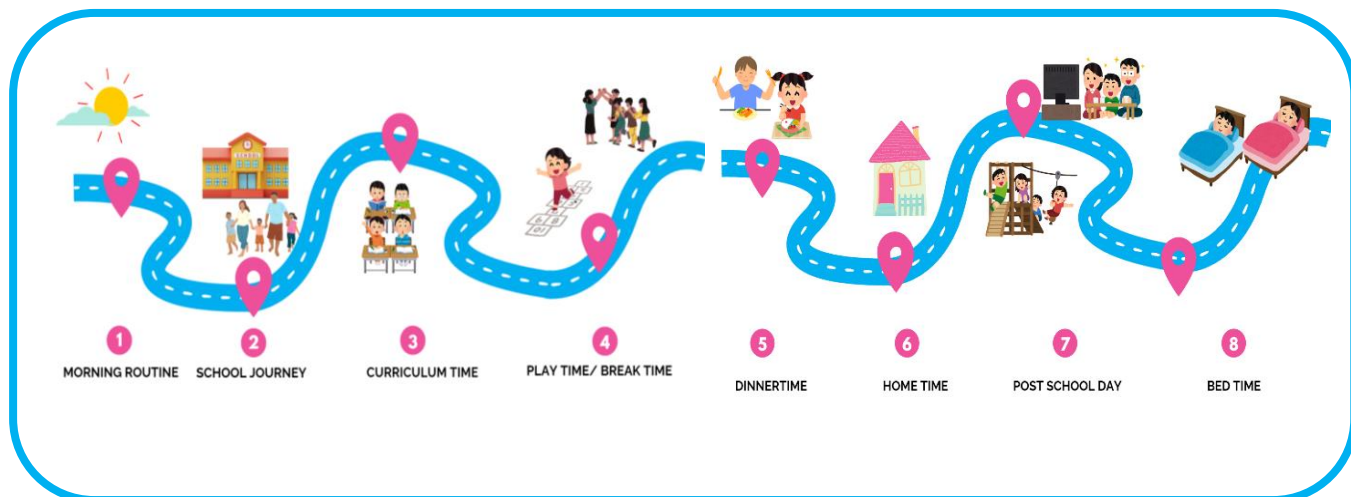 SCHOOL
1
MORNING ROUTINE
2
SCHOOL JOURNEY
3
CURRICULUM TIME
4
PLAY TIME/ BREAK TIME
5
DINNERTIME
6
HOME TIME
7
POST SCHOOL DAY
8
BED TIME